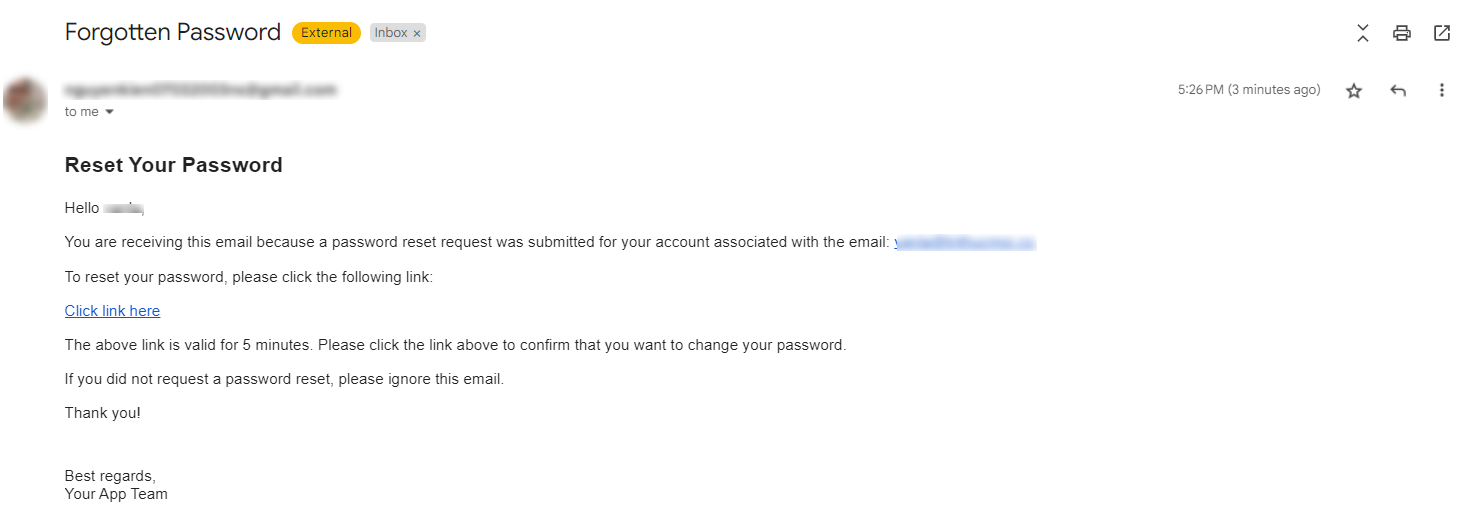 Forgotten Password External Inbox ×
5:26 PM (3 minutes ago)
to me
Reset Your Password
Hello
You are receiving this email because a password reset request was submitted for your account associated with the email:
To reset your password, please click the following link:
Click link here
The above link is valid for 5 minutes. Please click the link above to confirm that you want to change your password.
If you did not request a password reset, please ignore this email.
Thank you!
Best regards,
Your App Team